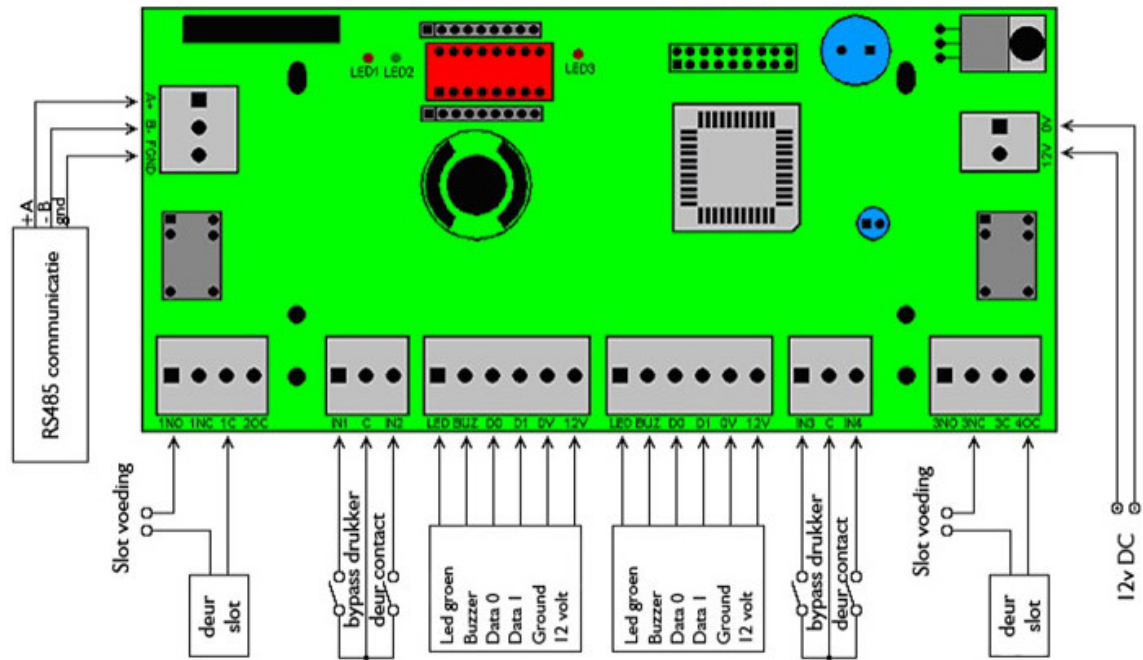 LED1 LED2
LED3
A+
B-
FGND
0V
12V
+A
- B
gnd
RS485 communicatie
1NO 1NC 1C 2OC
IN1 C IN2
LED BUZ D0 D1 0V 12V
LED BUZ D0 D1 0V 12V
IN3 C IN4
3NO 3NC 3C 4OC
Slot voeding
deur
slot
bypass drukker
deur contact
Led groen
Buzzer
Data 0
Data 1
Ground
12 volt
Led groen
Buzzer
Data 0
Data 1
Ground
12 volt
bypass drukker
deur contact
Slot voeding
deur
slot
12v DC